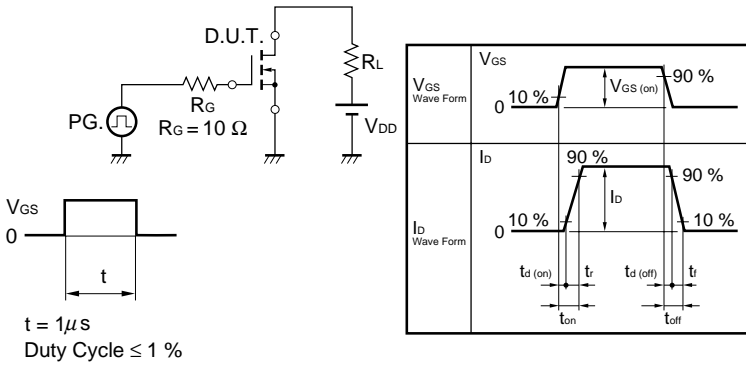 D.U.T.
RL
RG
PG.
RG = 10 Ω
VDD
VGS
0
t
t = 1μs
Duty Cycle ≤ 1 %
VGS
Wave Form
VGS
90 %
VGS (on)
10 %
0
ID
Wave Form
ID
90 %
90 %
ID
10 %
10 %
0
td (on)
tr
td (off)
tf
ton
toff